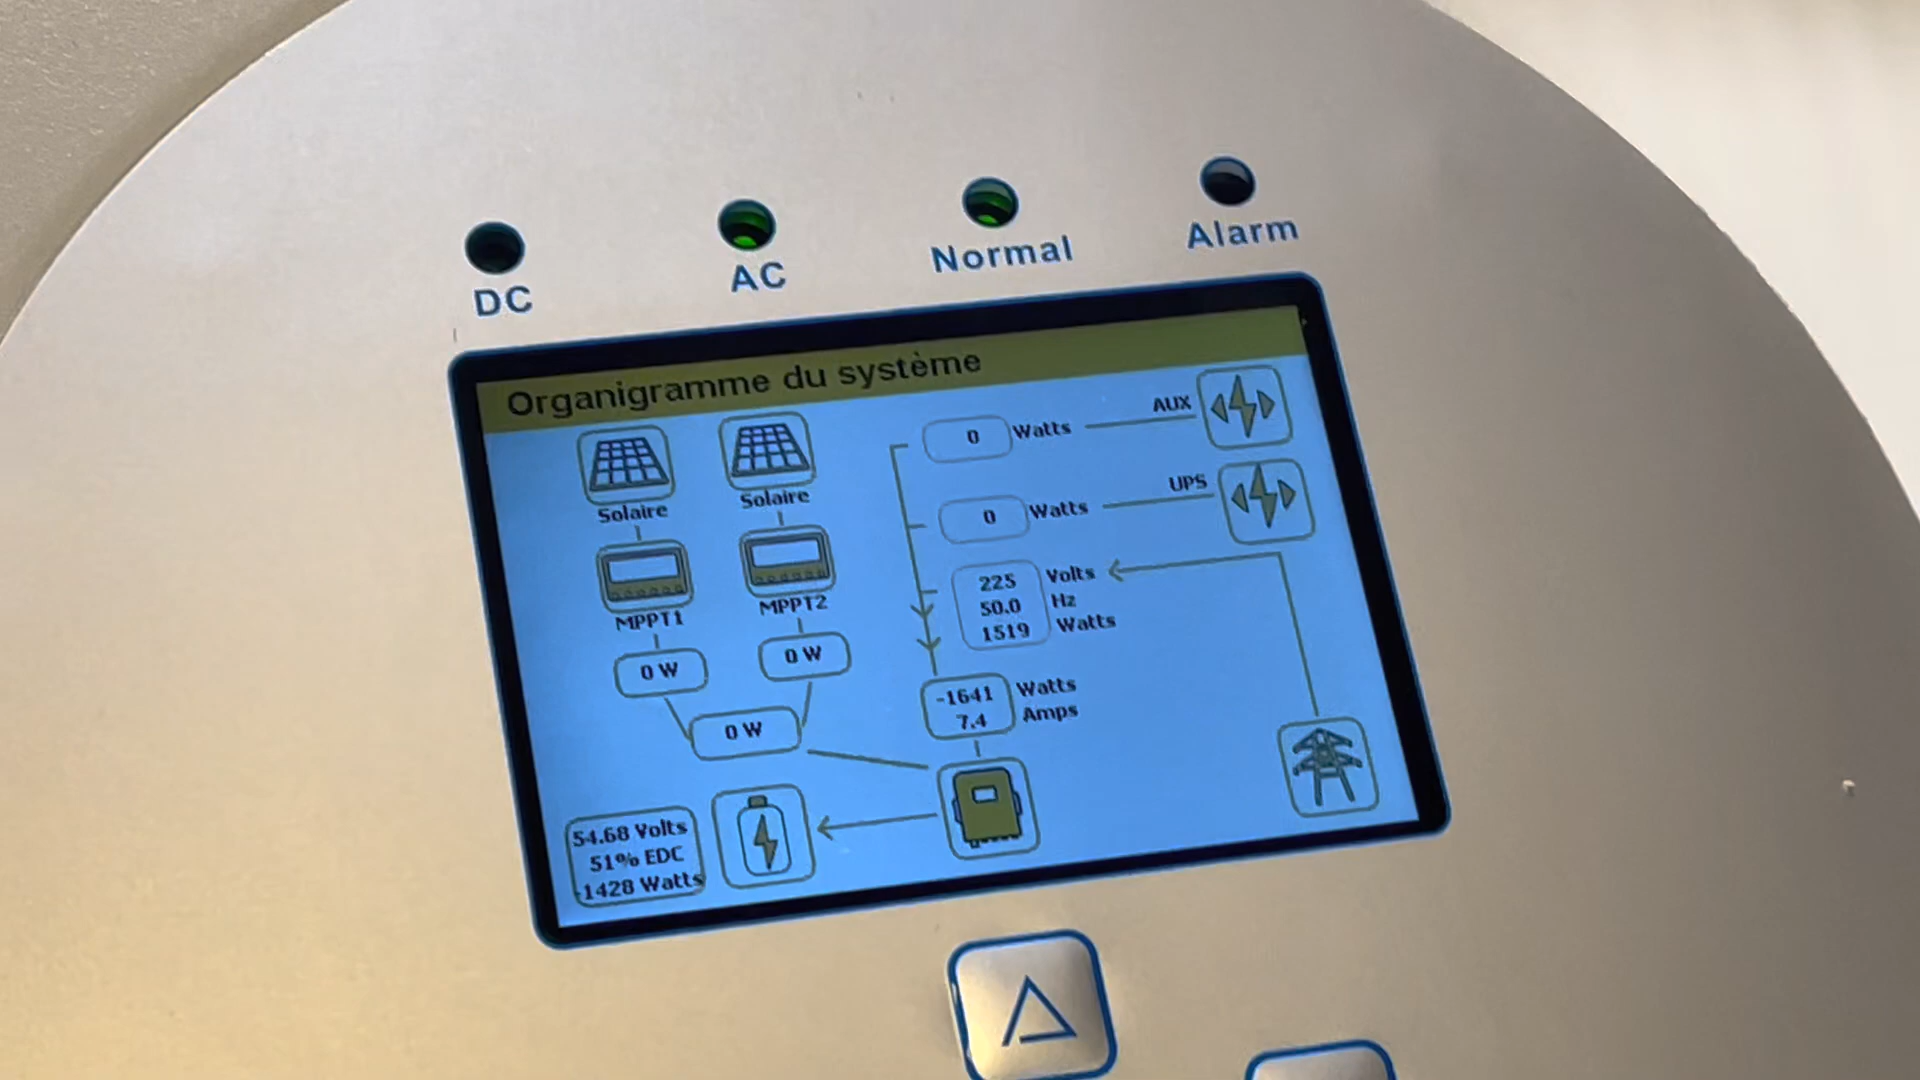 DC
AC
Normal
Alarm
Organigramme du système
Solaire
Solaire
MPPT1
MPPT2
0 W
0 W
0 W
0 Watts
AUX
0 Watts
UPS
225 Volts
50.0 Hz
1519 Watts
-1641 Watts
7.4 Amps
54.68 Volts
51% EDC
-1428 Watts